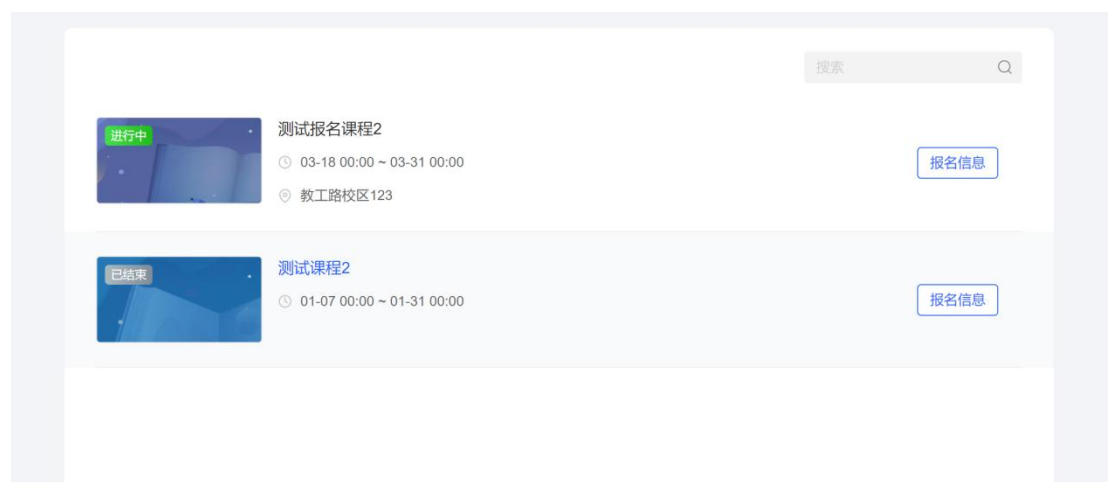 搜索
进行中
测试报名课程2
03-18 00:00 ~ 03-31 00:00
教工路校区123
报名信息
已结束
测试课程2
01-07 00:00 ~ 01-31 00:00
报名信息